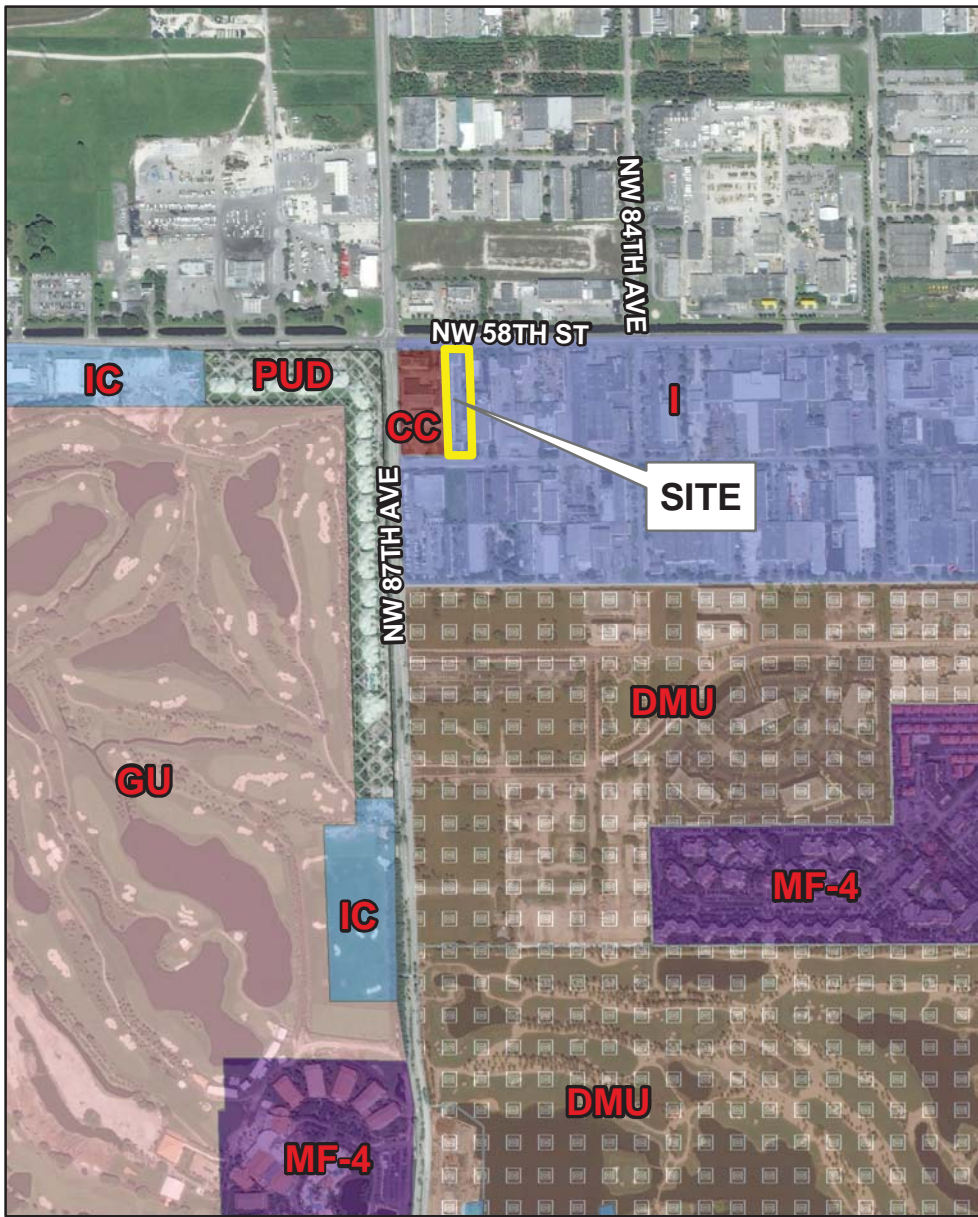 NW 84TH AVE
NW 58TH ST
IC
PUD
CC
I
SITE
NW 87TH AVE
DMU
GU
MF-4
IC
DMU
MF-4